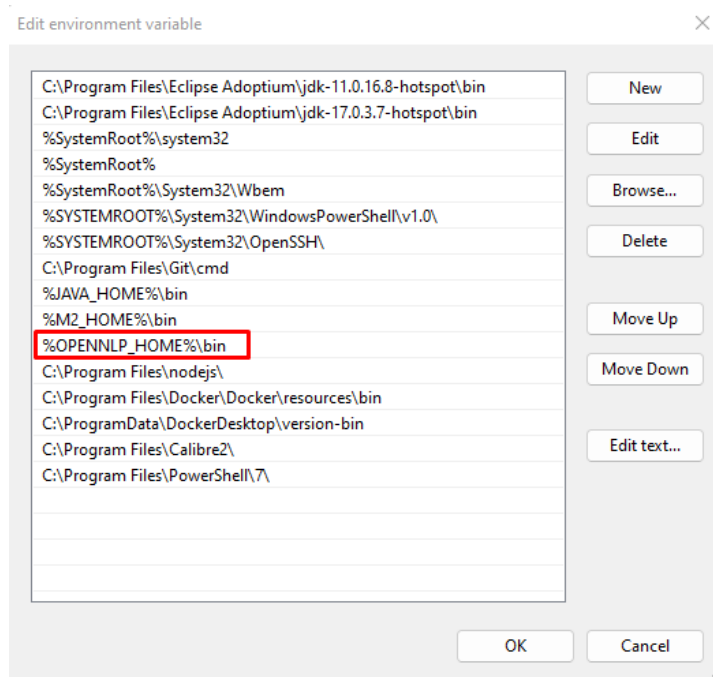 Edit environment variable
C:\Program Files\Eclipse Adoptium\jdk-11.0.16.8-hotspot\bin
C:\Program Files\Eclipse Adoptium\jdk-17.0.3.7-hotspot\bin
%SystemRoot%\system32
%SystemRoot%
%SystemRoot%\System32\Wbem
%SYSTEMROOT%\System32\WindowsPowerShell\v1.0\
%SYSTEMROOT%\System32\OpenSSH\
C:\Program Files\Git\cmd
%JAVA_HOME%\bin
%M2_HOME%\bin
%OPENNLP_HOME%\bin
C:\Program Files\nodejs\
C:\Program Files\Docker\Docker\resources\bin
C:\ProgramData\DockerDesktop\version-bin
C:\Program Files\Calibre2\
C:\Program Files\PowerShell\7\
New
Edit
Browse...
Delete
Move Up
Move Down
Edit text...
OK
Cancel